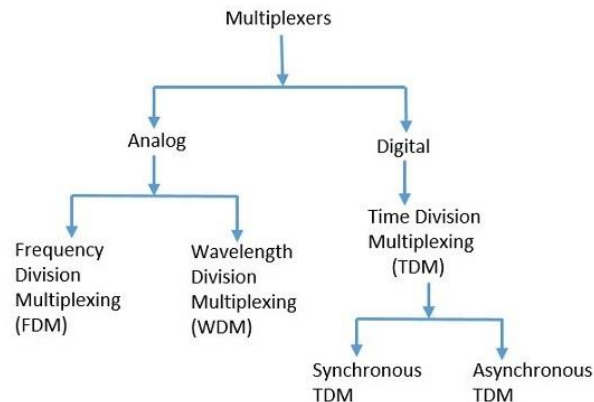 Multiplexers
Analog
Digital
Frequency
Division
Multiplexing
(FDM)
Wavelength
Division
Multiplexing
(WDM)
Time Division
Multiplexing
(TDM)
Synchronous
TDM
Asynchronous
TDM